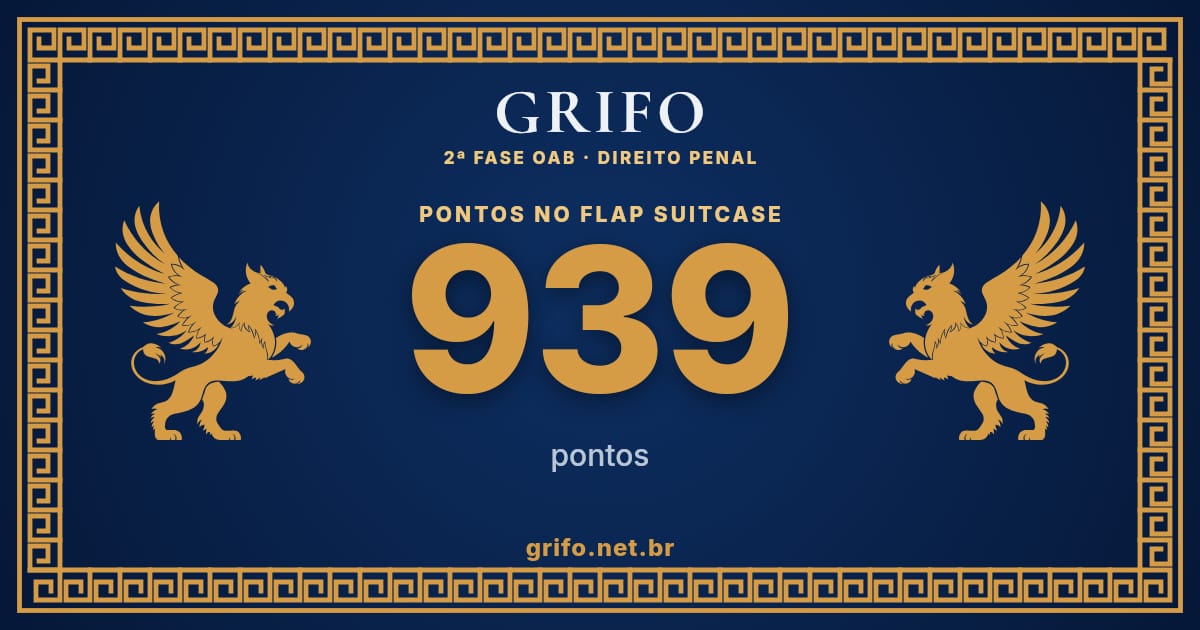 GRIFO
2ª FASE OAB · DIREITO PENAL
PONTOS NO FLAP SUITCASE
939
pontos
grifo.net.br